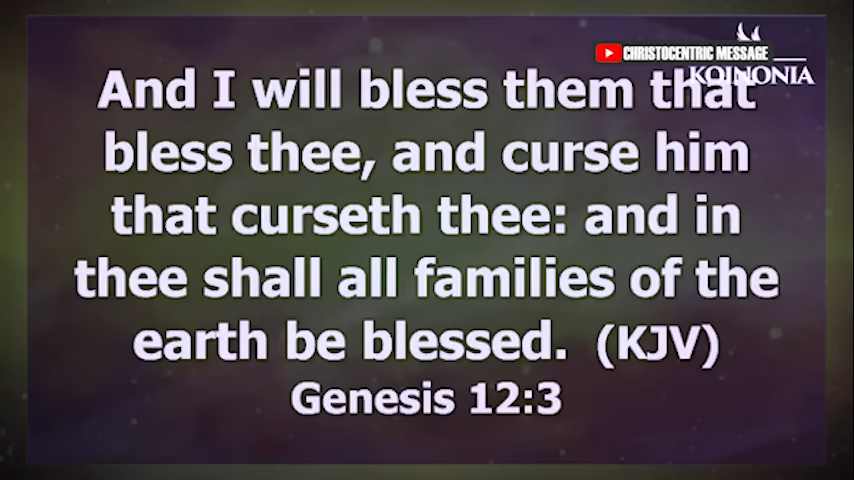 CHRISTOCENTRIC MESSAGE
KOINONIA
And I will bless them that
bless thee, and curse him
that curseth thee: and in
thee shall all families of the
earth be blessed. (KJV)
Genesis 12:3